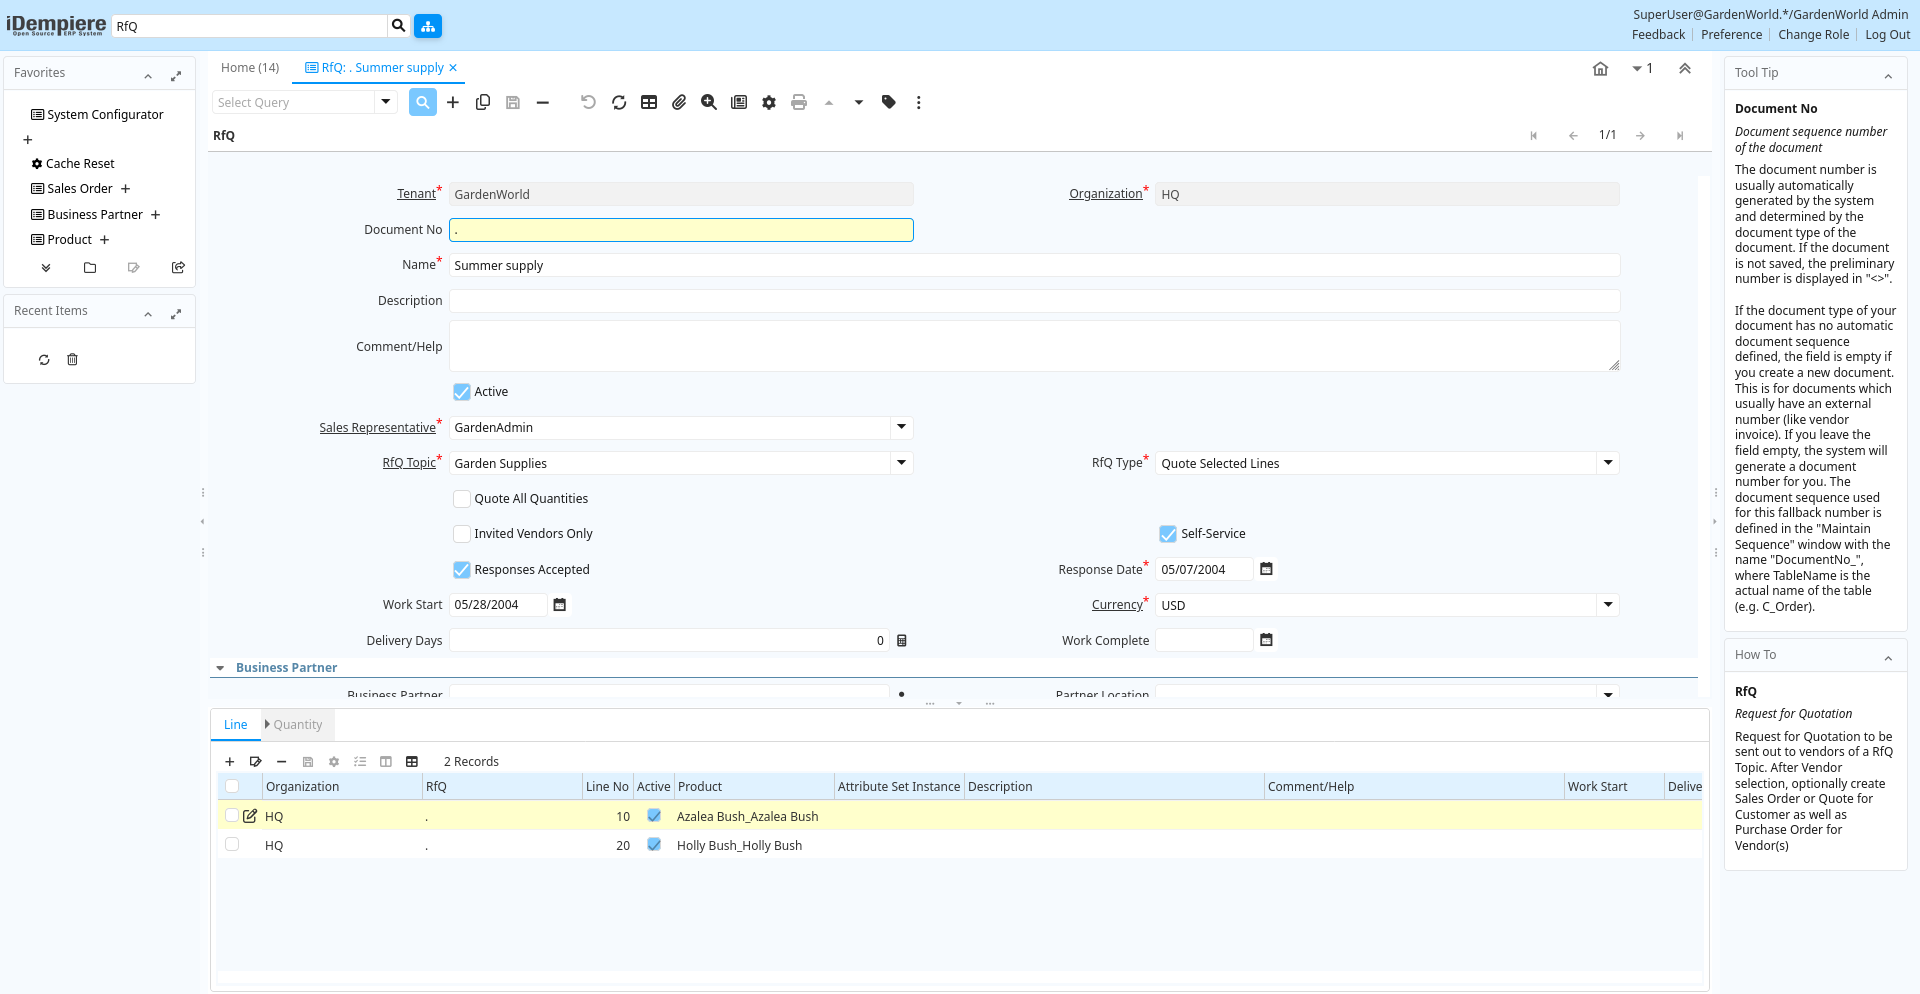 iDempiere
Open Source ERP System
RfQ
SuperUser@GardenWorld.*/GardenWorld Admin
Feedback
Preference
Change Role
Log Out
Favorites
System Configurator
Cache Reset
Sales Order
Business Partner
Product
Recent Items
Home (14)
RfQ: . Summer supply
1
Select Query
RfQ
1/1
Tenant*
GardenWorld
Organization*
HQ
Document No
.
Name*
Summer supply
Description
Comment/Help
Active
Sales Representative*
GardenAdmin
RfQ Topic*
Garden Supplies
RfQ Type*
Quote Selected Lines
Quote All Quantities
Invited Vendors Only
Self-Service
Responses Accepted
Response Date*
05/07/2004
Work Start
05/28/2004
Currency*
USD
Delivery Days
0
Work Complete
Business Partner
Business Partner
Partner Location
Line
Quantity
2 Records
Organization
RfQ
Line No
Active
Product
Attribute Set Instance
Description
Comment/Help
Work Start
Delive
HQ
.
10
Azalea Bush_Azalea Bush
HQ
.
20
Holly Bush_Holly Bush
Tool Tip
Document No
Document sequence number
of the document
The document number is
usually automatically
generated by the system
and determined by the
document type of the
document. If the document
is not saved, the preliminary
number is displayed in "<>".
If the document type of your
document has no automatic
document sequence
defined, the field is empty if
you create a new document.
This is for documents which
usually have an external
number (like vendor
invoice). If you leave the
field empty, the system will
generate a document
number for you. The
document sequence used
for this fallback number is
defined in the "Maintain
Sequence" window with the
name "DocumentNo_",
where TableName is the
actual name of the table
(e.g. C_Order).
How To
RfQ
Request for Quotation
Request for Quotation to be
sent out to vendors of a RfQ
Topic. After Vendor
selection, optionally create
Sales Order or Quote for
Customer as well as
Purchase Order for
Vendor(s)